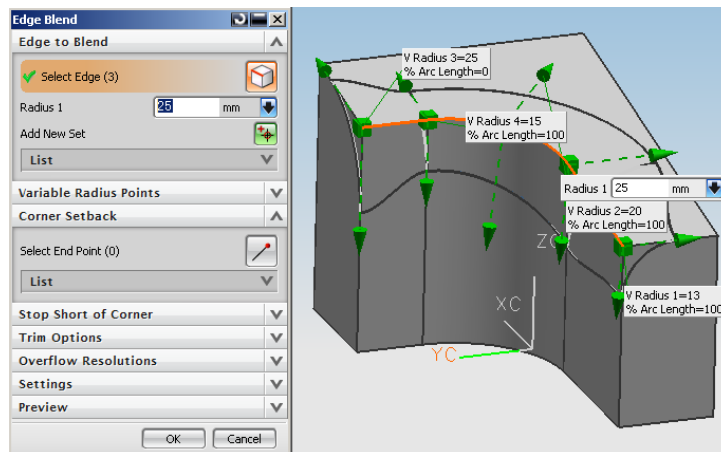 Edge Blend
Edge to Blend
Select Edge (3)
Radius 1 25 mm
Add New Set
List
Variable Radius Points
Corner Setback
Select End Point (0)
List
Stop Short of Corner
Trim Options
Overflow Resolutions
Settings
Preview
OK Cancel
V Radius 3=25
% Arc Length=0
V Radius 4=15
% Arc Length=100
Radius 1 25 mm
V Radius 2=20
% Arc Length=100
ZC
V Radius 1=13
% Arc Length=100
XC
YC